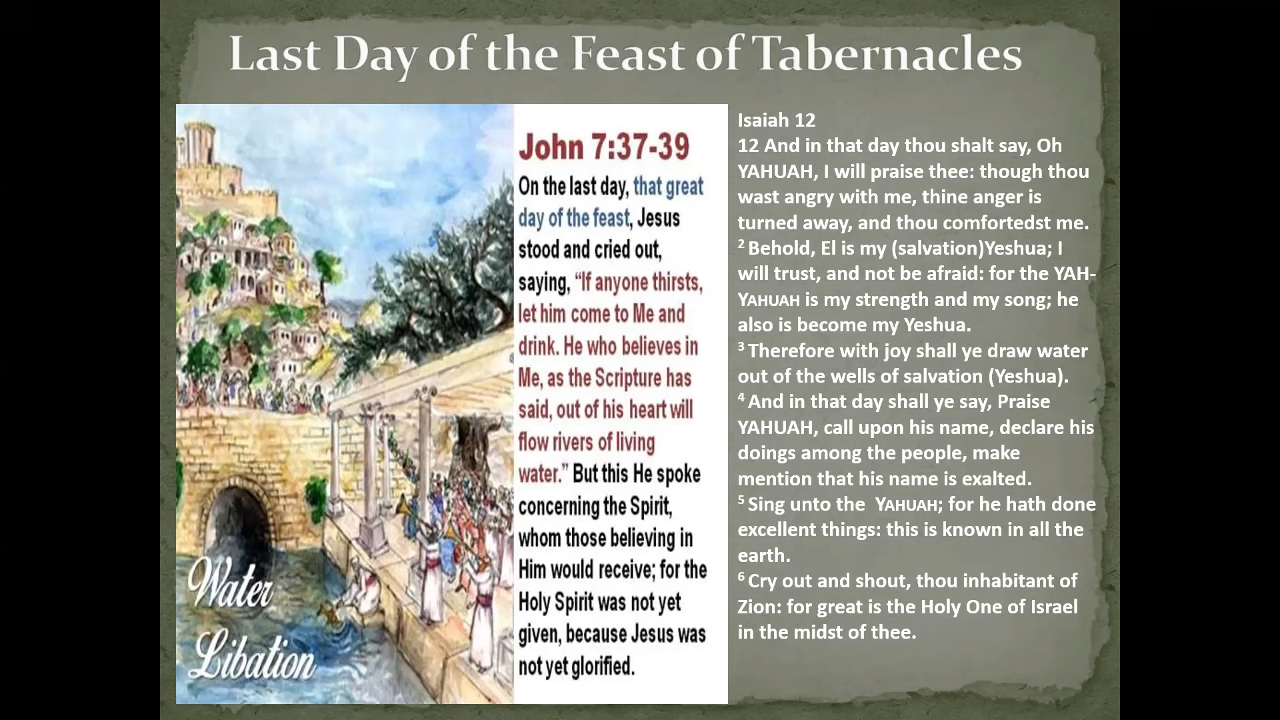 Last Day of the Feast of Tabernacles
Water
Libation
John 7:37-39
On the last day, that great
day of the feast, Jesus
stood and cried out,
saying, “If anyone thirsts,
let him come to Me and
drink. He who believes in
Me, as the Scripture has
said, out of his heart will
flow rivers of living
water.” But this He spoke
concerning the Spirit,
whom those believing in
Him would receive; for the
Holy Spirit was not yet
given, because Jesus was
not yet glorified.
Isaiah 12
12 And in that day thou shalt say, Oh
YAHUAH, I will praise thee: though thou
wast angry with me, thine anger is
turned away, and thou comfortedst me.
2 Behold, El is my (salvation)Yeshua; I
will trust, and not be afraid: for the YAH-
YAHUAH is my strength and my song; he
also is become my Yeshua.
3 Therefore with joy shall ye draw water
out of the wells of salvation (Yeshua).
4 And in that day shall ye say, Praise
YAHUAH, call upon his name, declare his
doings among the people, make
mention that his name is exalted.
5 Sing unto the YAHUAH; for he hath done
excellent things: this is known in all the
earth.
6 Cry out and shout, thou inhabitant of
Zion: for great is the Holy One of Israel
in the midst of thee.